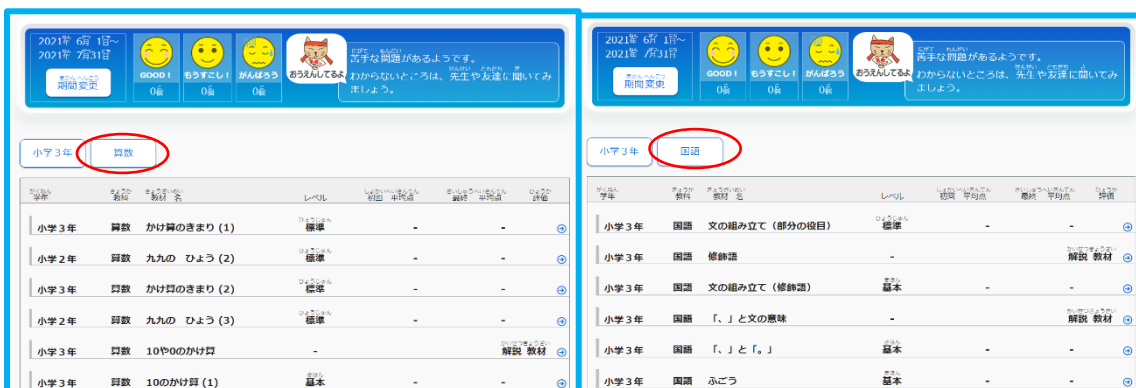 2021年 6月 1日～
2021年 7月31日
期間変更
GOOD！
0点
もうすこし！
0点
がんばろう
0点
おうえんしてるよ
苦手な問題があるようです。
わからないところは、先生や友達に聞いてみ
ましょう。
小学3年
算数
学年 教科 教材 名 レベル 初回 平均点 最終 平均点 評価
小学3年 算数 かけ算のきまり (1) 標準 - -
小学2年 算数 九九の ひょう (2) 標準 - -
小学3年 算数 かけ算のきまり (2) 標準 - -
小学2年 算数 九九の ひょう (3) 標準 - -
小学3年 算数 10や0のかけ算 - 解説 教材
小学3年 算数 10のかけ算 (1) 基本 - -
2021年 6月 1日～
2021年 7月31日
期間変更
GOOD！
0点
もうすこし！
0点
がんばろう
0点
おうえんしてるよ
苦手な問題があるようです。
わからないところは、先生や友達に聞いてみ
ましょう。
小学3年
国語
学年 教科 教材 名 レベル 初回 平均点 最終 平均点 評価
小学3年 国語 文の組み立て（部分の役目） 標準 - -
小学3年 国語 修飾語 - 解説 教材
小学3年 国語 文の組み立て（修飾語） 基本 - -
小学3年 国語 「、」と文の意味 - 解説 教材
小学3年 国語 「、」と「。」 基本 - -
小学3年 国語 ふごう 基本 - -